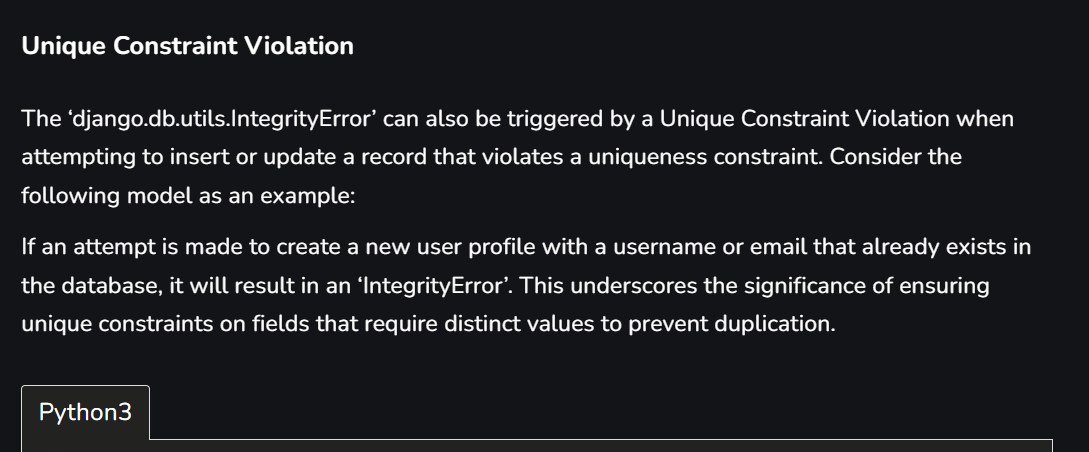 Unique Constraint Violation
The ‘django.db.utils.IntegrityError’ can also be triggered by a Unique Constraint Violation when
attempting to insert or update a record that violates a uniqueness constraint. Consider the
following model as an example:
If an attempt is made to create a new user profile with a username or email that already exists in
the database, it will result in an ‘IntegrityError’. This underscores the significance of ensuring
unique constraints on fields that require distinct values to prevent duplication.
Python3